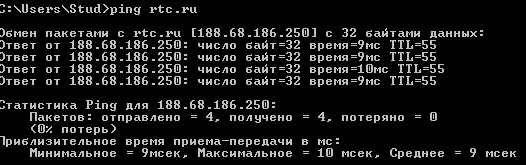 C:\Users\Stud>ping rtc.ru
Обмен пакетами с rtc.ru [188.68.186.250] с 32 байтами данных:
Ответ от 188.68.186.250: число байт=32 время=9мс TTL=55
Ответ от 188.68.186.250: число байт=32 время=9мс TTL=55
Ответ от 188.68.186.250: число байт=32 время=10мс TTL=55
Ответ от 188.68.186.250: число байт=32 время=9мс TTL=55
Статистика Ping для 188.68.186.250:
Пакетов: отправлено = 4, получено = 4, потеряно = 0
(0% потерь)
Приблизительное время приема-передачи в мс:
Минимальное = 9мсек, Максимальное = 10 мсек, Среднее = 9 мсек